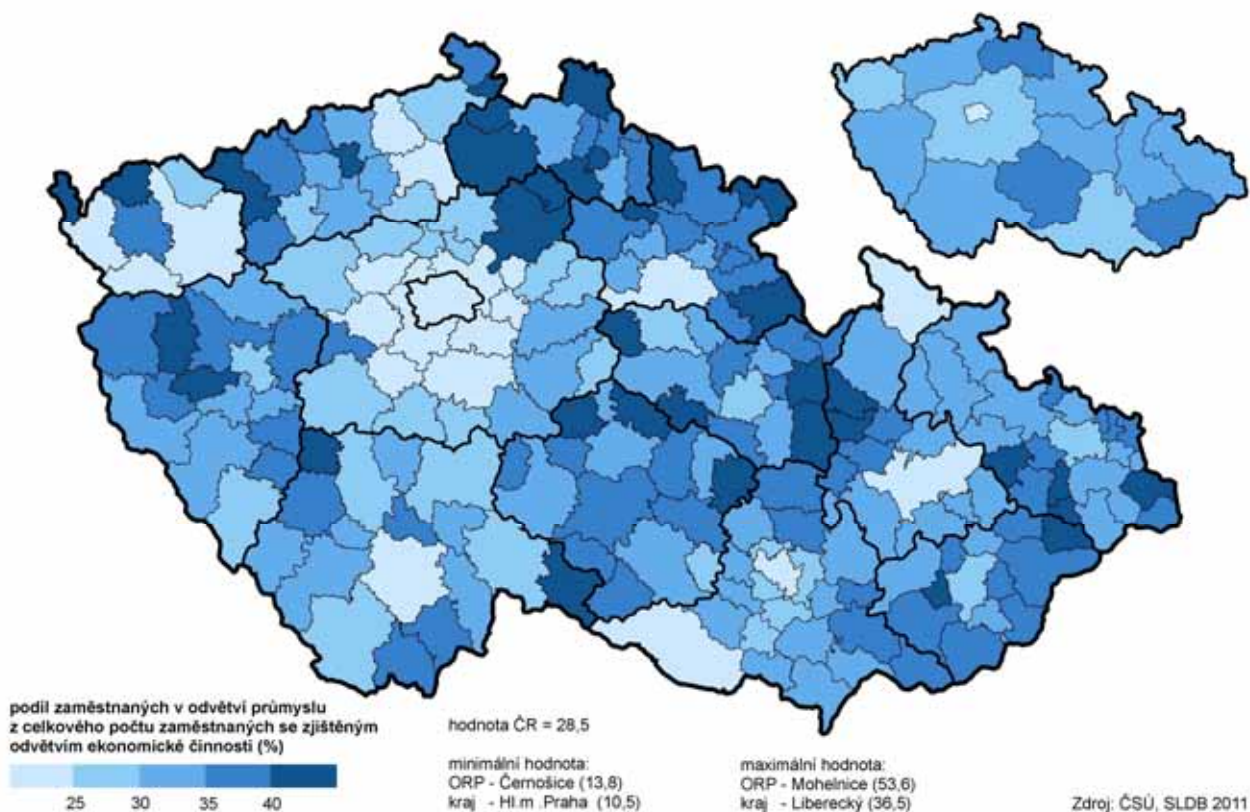 podíl zaměstnaných v odvětví průmyslu
z celkového počtu zaměstnaných se zjištěným
odvětvím ekonomické činnosti (%)
25 30 35 40
hodnota ČR = 28,5
minimální hodnota:
ORP - Černošice (13,8)
kraj - Hl.m .Praha (10,5)
maximální hodnota:
ORP - Mohelnice (53,6)
kraj - Liberecký (36,5)
Zdroj: ČSÚ, SLDB 2011